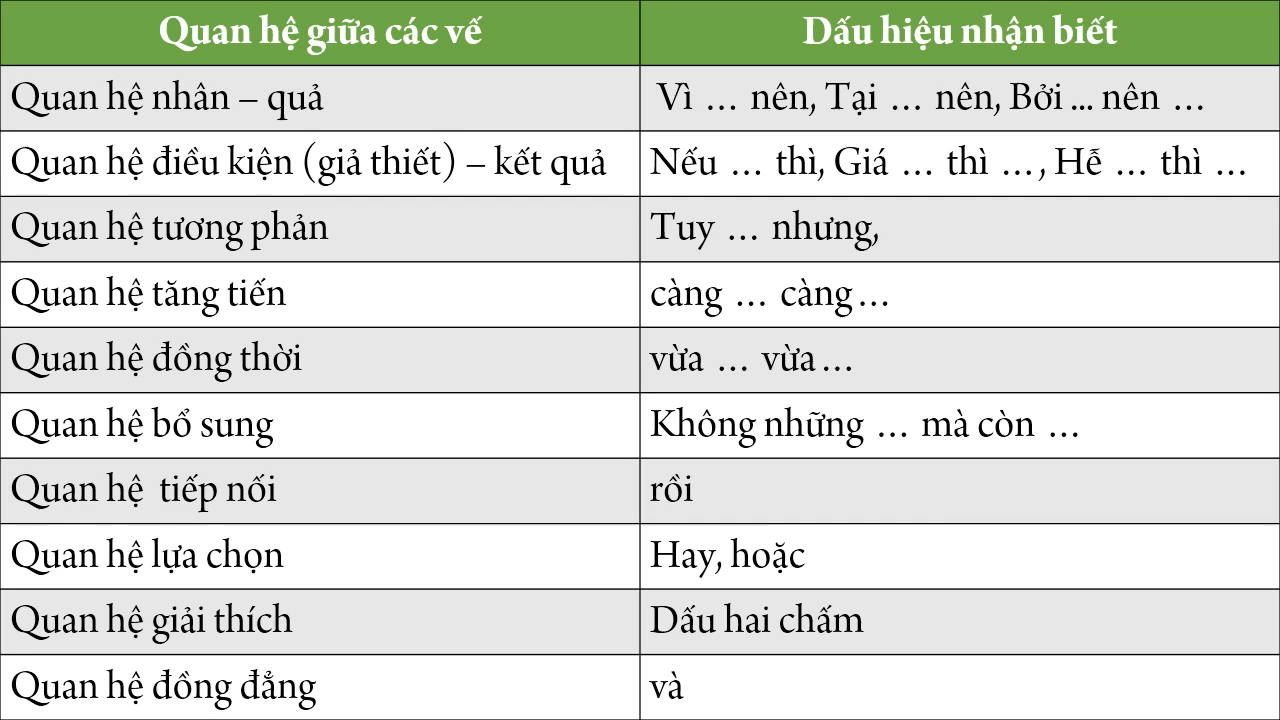 Quan hệ giữa các vế Dấu hiệu nhận biết
Quan hệ nhân – quả Vì … nên, Tại … nên, Bởi ... nên …
Quan hệ điều kiện (giả thiết) – kết quả Nếu … thì, Giá … thì …, Hễ … thì …
Quan hệ tương phản Tuy … nhưng,
Quan hệ tăng tiến càng … càng…
Quan hệ đồng thời vừa … vừa…
Quan hệ bổ sung Không những … mà còn …
Quan hệ tiếp nối rồi
Quan hệ lựa chọn Hay, hoặc
Quan hệ giải thích Dấu hai chấm
Quan hệ đồng đẳng và